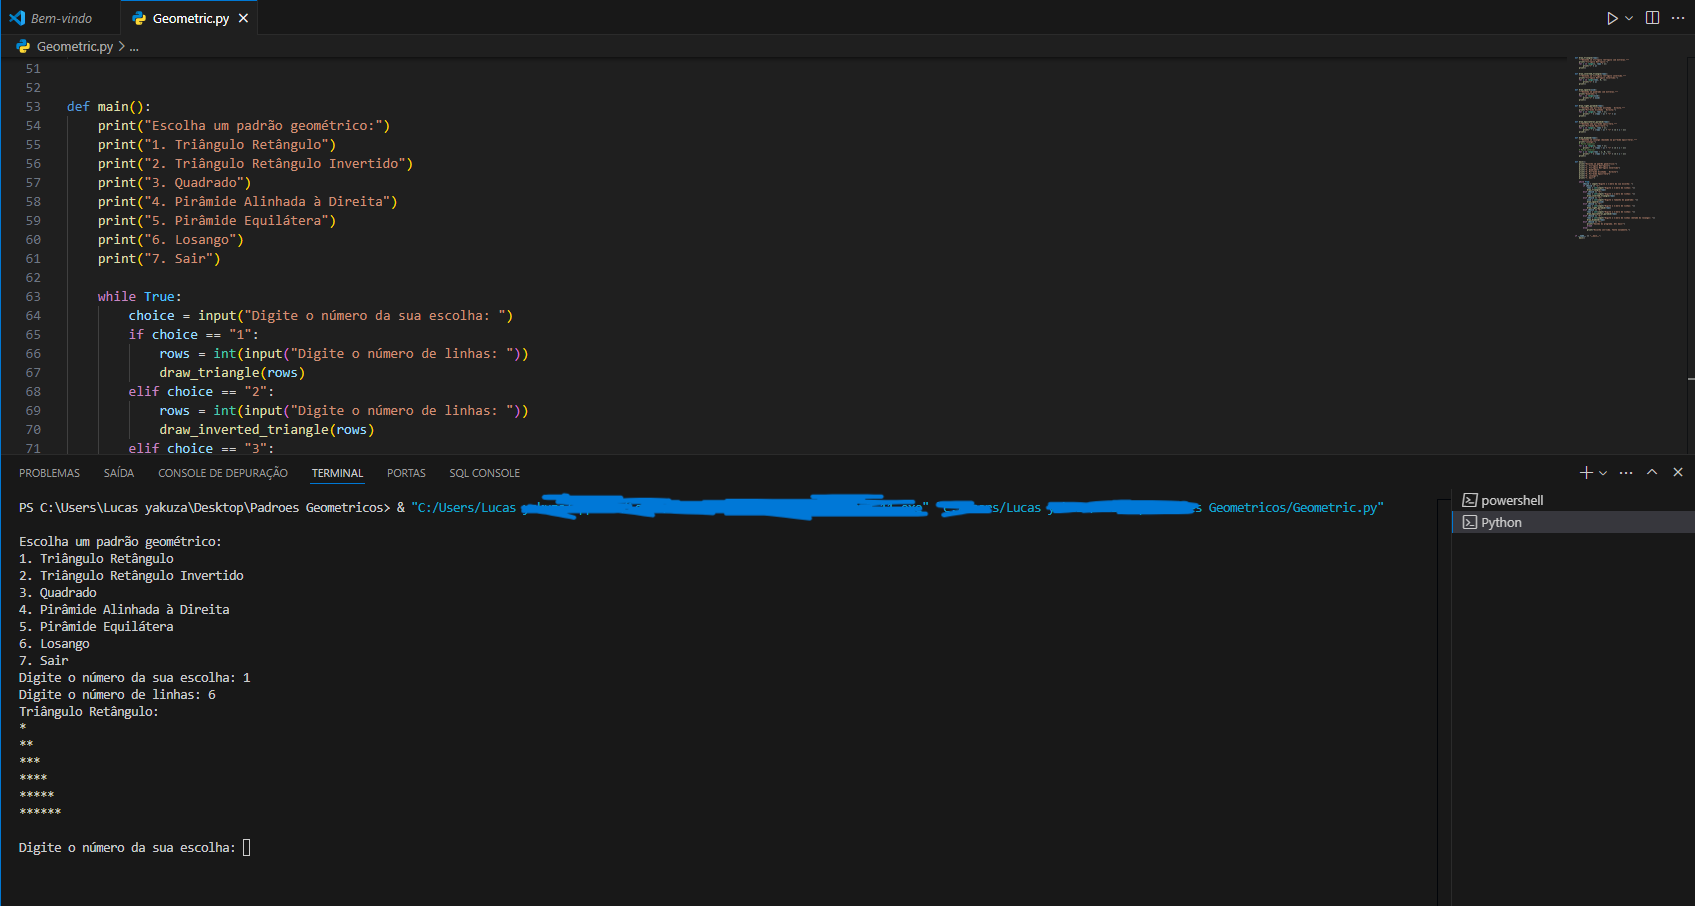 Bem-vindo
Geometric.py
Geometric.py > ...
51
52
53 def main():
54 print("Escolha um padrão geométrico:")
55 print("1. Triângulo Retângulo")
56 print("2. Triângulo Retângulo Invertido")
57 print("3. Quadrado")
58 print("4. Pirâmide Alinhada à Direita")
59 print("5. Pirâmide Equilátera")
60 print("6. Losango")
61 print("7. Sair")
62
63 while True:
64 choice = input("Digite o número da sua escolha: ")
65 if choice == "1":
66 rows = int(input("Digite o número de linhas: "))
67 draw_triangle(rows)
68 elif choice == "2":
69 rows = int(input("Digite o número de linhas: "))
70 draw_inverted_triangle(rows)
71 elif choice == "3":
PROBLEMAS SAÍDA CONSOLE DE DEPURAÇÃO TERMINAL PORTAS SQL CONSOLE
PS C:\Users\Lucas yakuza\Desktop\Padroes Geometricos> & "C:/Users/Lucas /Lucas Geometricos/Geometric.py"
Escolha um padrão geométrico:
1. Triângulo Retângulo
2. Triângulo Retângulo Invertido
3. Quadrado
4. Pirâmide Alinhada à Direita
5. Pirâmide Equilátera
6. Losango
7. Sair
Digite o número da sua escolha: 1
Digite o número de linhas: 6
Triângulo Retângulo:
*
**
***
****
*****
******
Digite o número da sua escolha:
powershell
Python